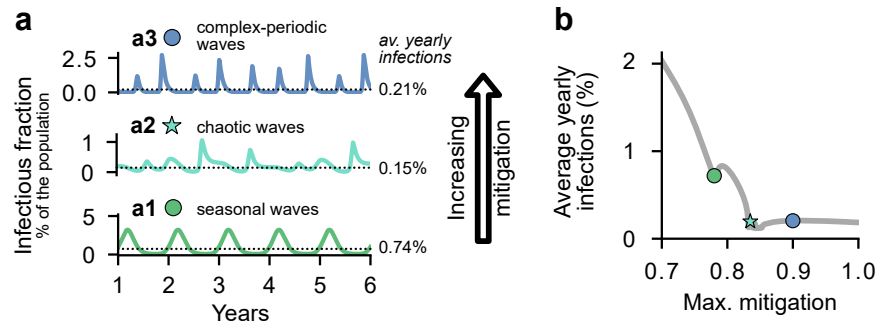 a
a3 complex-periodic
waves
av. yearly
infections
2.5
0.0
0.21%
a2 chaotic waves
1
0
0.15%
a1 seasonal waves
5
0
0.74%
1 2 3 4 5 6
Years
Infectious fraction
% of the population
Increasing
mitigation
b
Average yearly
infections (%)
2
1
0
0.7 0.8 0.9 1.0
Max. mitigation